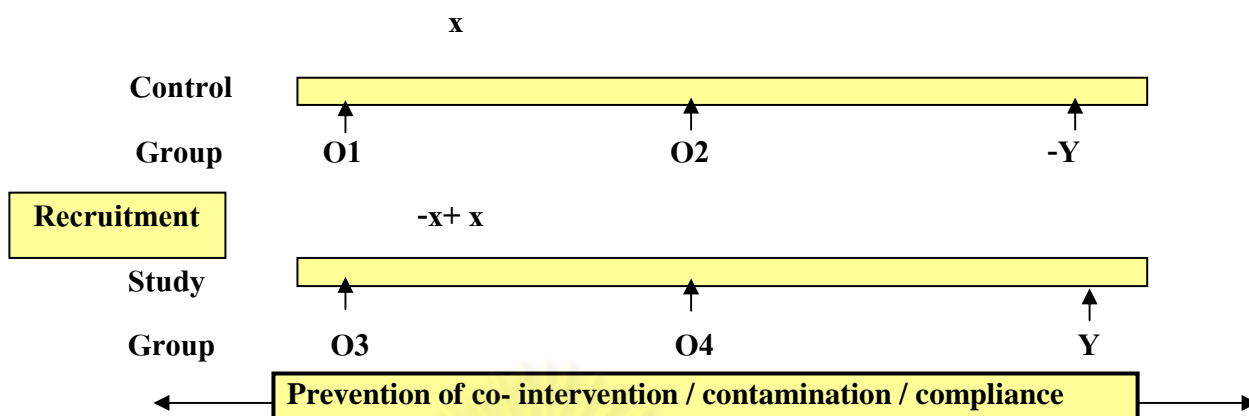 x
Control
Group O1 O2 -Y
Recruitment
-x+ x
Study
Group O3 O4 Y
Prevention of co- intervention / contamination / compliance